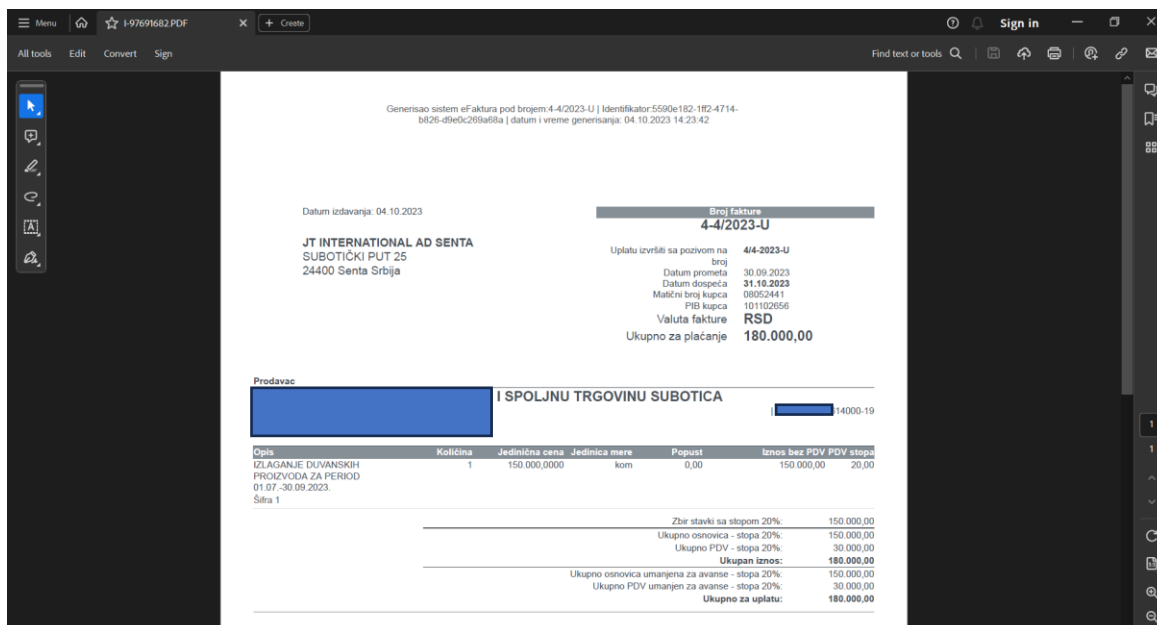 Menu
I-97691682.PDF
Create
Sign in
All tools Edit Convert Sign
Find text or tools
Generisao sistem eFaktura pod brojem:4-4/2023-U | Identifikator:5590e182-1ff2-4714-
b826-d9e0c269a68a | datum i vreme generisanja: 04.10.2023 14:23:42
Datum izdavanja: 04.10.2023
Broj fakture
4-4/2023-U
JT INTERNATIONAL AD SENTA
SUBOTIČKI PUT 25
24400 Senta Srbija
Uplatu izvršiti sa pozivom na broj 4/4-2023-U
Datum prometa 30.09.2023
Datum dospeća 31.10.2023
Matični broj kupca 08052441
PIB kupca 101102656
Valuta fakture RSD
Ukupno za plaćanje 180.000,00
Prodavac
I SPOLJNU TRGOVINU SUBOTICA
14000-19
Opis Količina Jedinična cena Jedinica mere Popust Iznos bez PDV PDV stopa
IZLAGANJE DUVANSKIH 1 150.000,0000 kom 0,00 150.000,00 20,00
PROIZVODA ZA PERIOD
01.07.-30.09.2023.
Šifra 1
Zbir stavki sa stopom 20%: 150.000,00
Ukupno osnovica - stopa 20%: 150.000,00
Ukupno PDV - stopa 20%: 30.000,00
Ukupan iznos: 180.000,00
Ukupno osnovica umanjena za avanse - stopa 20%: 150.000,00
Ukupno PDV umanjen za avanse - stopa 20%: 30.000,00
Ukupno za uplatu: 180.000,00
1
1